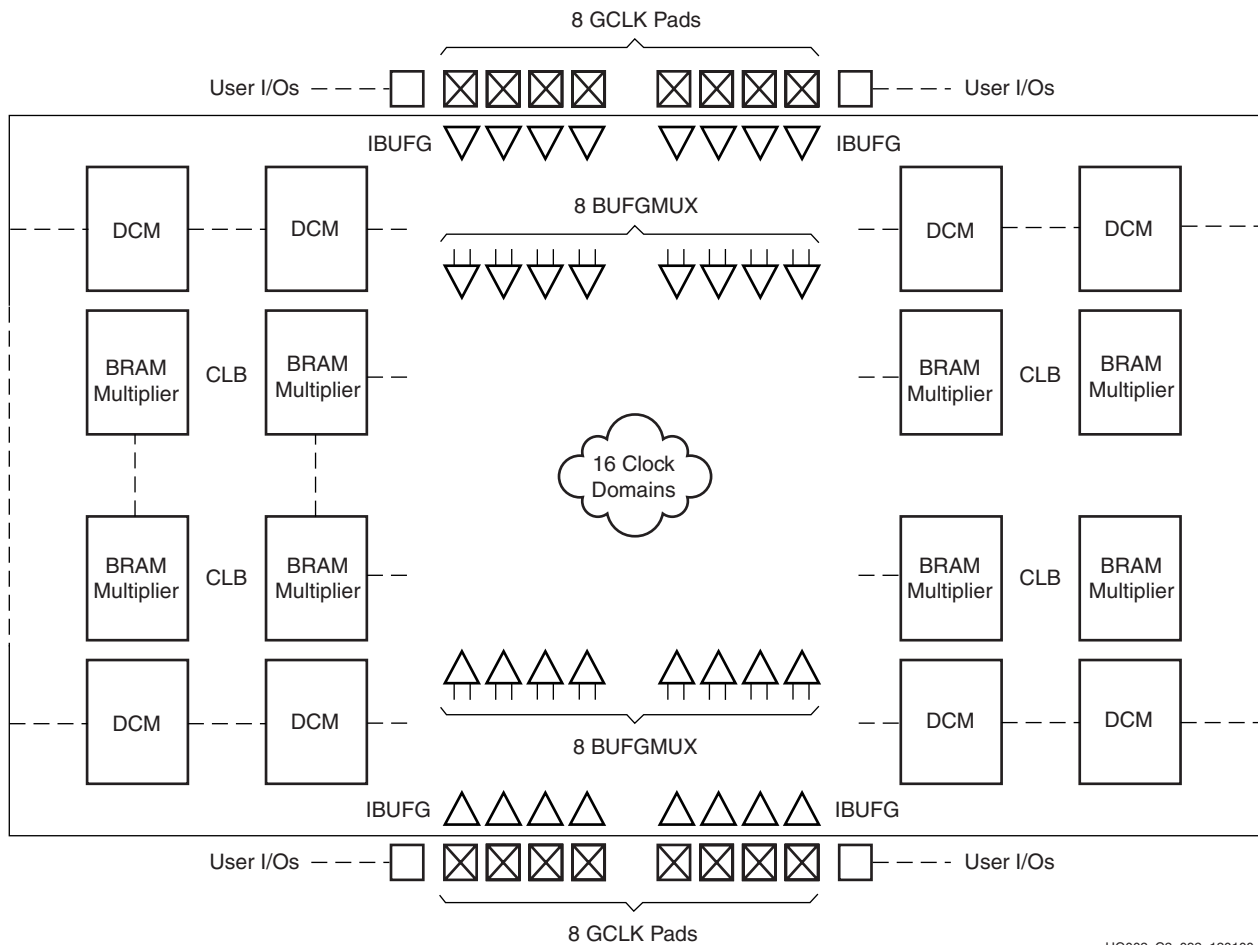 8 GCLK Pads
User I/Os
User I/Os
IBUFG
IBUFG
8 BUFGMUX
DCM
DCM
DCM
DCM
BRAM
Multiplier
CLB
BRAM
Multiplier
BRAM
Multiplier
CLB
BRAM
Multiplier
16 Clock
Domains
BRAM
Multiplier
CLB
BRAM
Multiplier
BRAM
Multiplier
CLB
BRAM
Multiplier
DCM
DCM
DCM
DCM
8 BUFGMUX
IBUFG
IBUFG
User I/Os
User I/Os
8 GCLK Pads